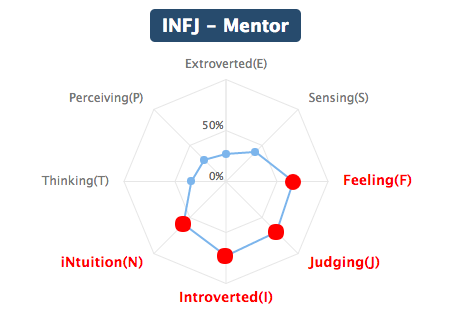 INFJ – Mentor
Extroverted(E)
Perceiving(P)
Sensing(S)
50%
Thinking(T)
0%
Feeling(F)
iNtuition(N)
Judging(J)
Introverted(I)